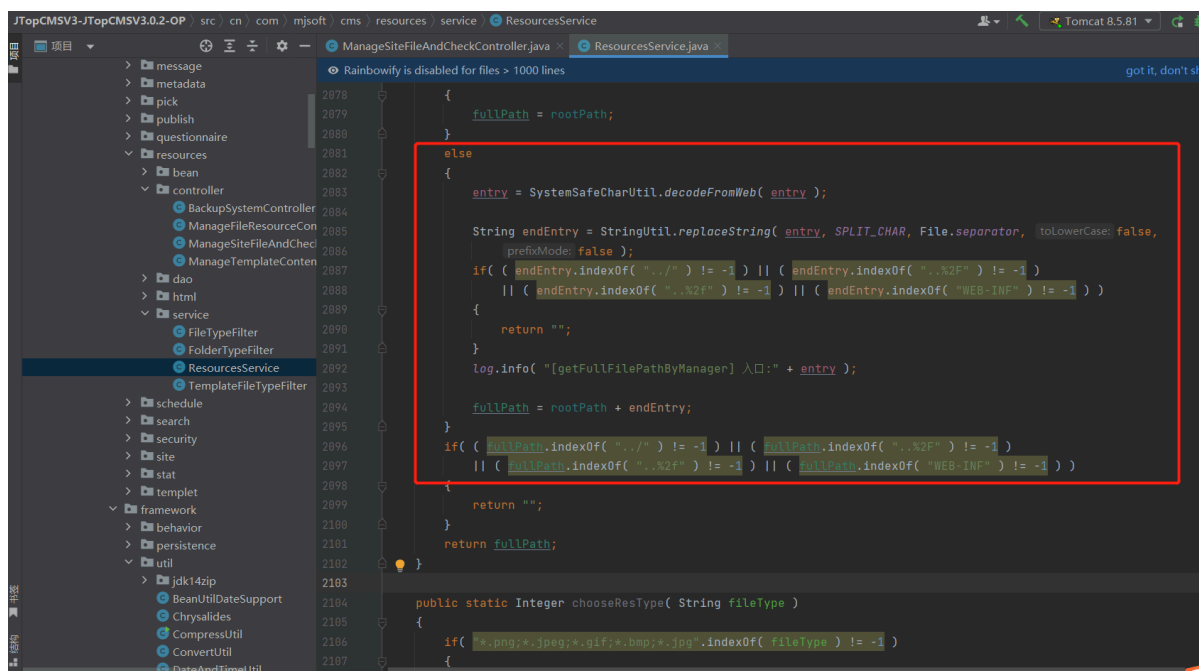 JTopCMSV3-JTopCMSV3.0.2-OP 〉 src 〉 cn 〉 com 〉 mjsoft 〉 cms 〉 resources 〉 service 〉 ResourcesService
Tomcat 8.5.81
项目
项目
ManageSiteFileAndCheckController.java
ResourcesService.java
Rainbowify is disabled for files > 1000 lines
got it, don't sh
message
metadata
pick
publish
questionnaire
resources
bean
controller
BackupSystemController
ManageFileResourceCon
ManageSiteFileAndChec
ManageTemplateConten
dao
html
service
FileTypeFilter
FolderTypeFilter
ResourcesService
TemplateFileTypeFilter
schedule
search
security
site
stat
templet
framework
behavior
persistence
util
jdk14zip
BeanUtilDateSupport
Chrysalides
CompressUtil
ConvertUtil
DateAndTimeUtil
书签
结构
2078 {
2079 fullPath = rootPath;
2080 }
2081 else
2082 {
2083 entry = SystemSafeCharUtil.decodeFromWeb( entry );
2084
2085 String endEntry = StringUtil.replaceString( entry, SPLIT_CHAR, File.separator, toLowerCase: false,
2086 prefixMode: false );
2087 if( ( endEntry.indexOf( "../" ) != -1 ) || ( endEntry.indexOf( "..%2F" ) != -1 )
2088 || ( endEntry.indexOf( "..%2f" ) != -1 ) || ( endEntry.indexOf( "WEB-INF" ) != -1 ) )
2089 {
2090 return "";
2091 }
2092 log.info( "[getFullFilePathByManager] 入口:" + entry );
2093
2094 fullPath = rootPath + endEntry;
2095 }
2096 if( ( fullPath.indexOf( "../" ) != -1 ) || ( fullPath.indexOf( "..%2F" ) != -1 )
2097 || ( fullPath.indexOf( "..%2f" ) != -1 ) || ( fullPath.indexOf( "WEB-INF" ) != -1 ) )
2098 {
2099 return "";
2100 }
2101 return fullPath;
2102 }
2103
2104 public static Integer chooseResType( String fileType )
2105 {
2106 if( "*.png;*.jpeg;*.gif;*.bmp;*.jpg".indexOf( fileType ) != -1 )
2107 {